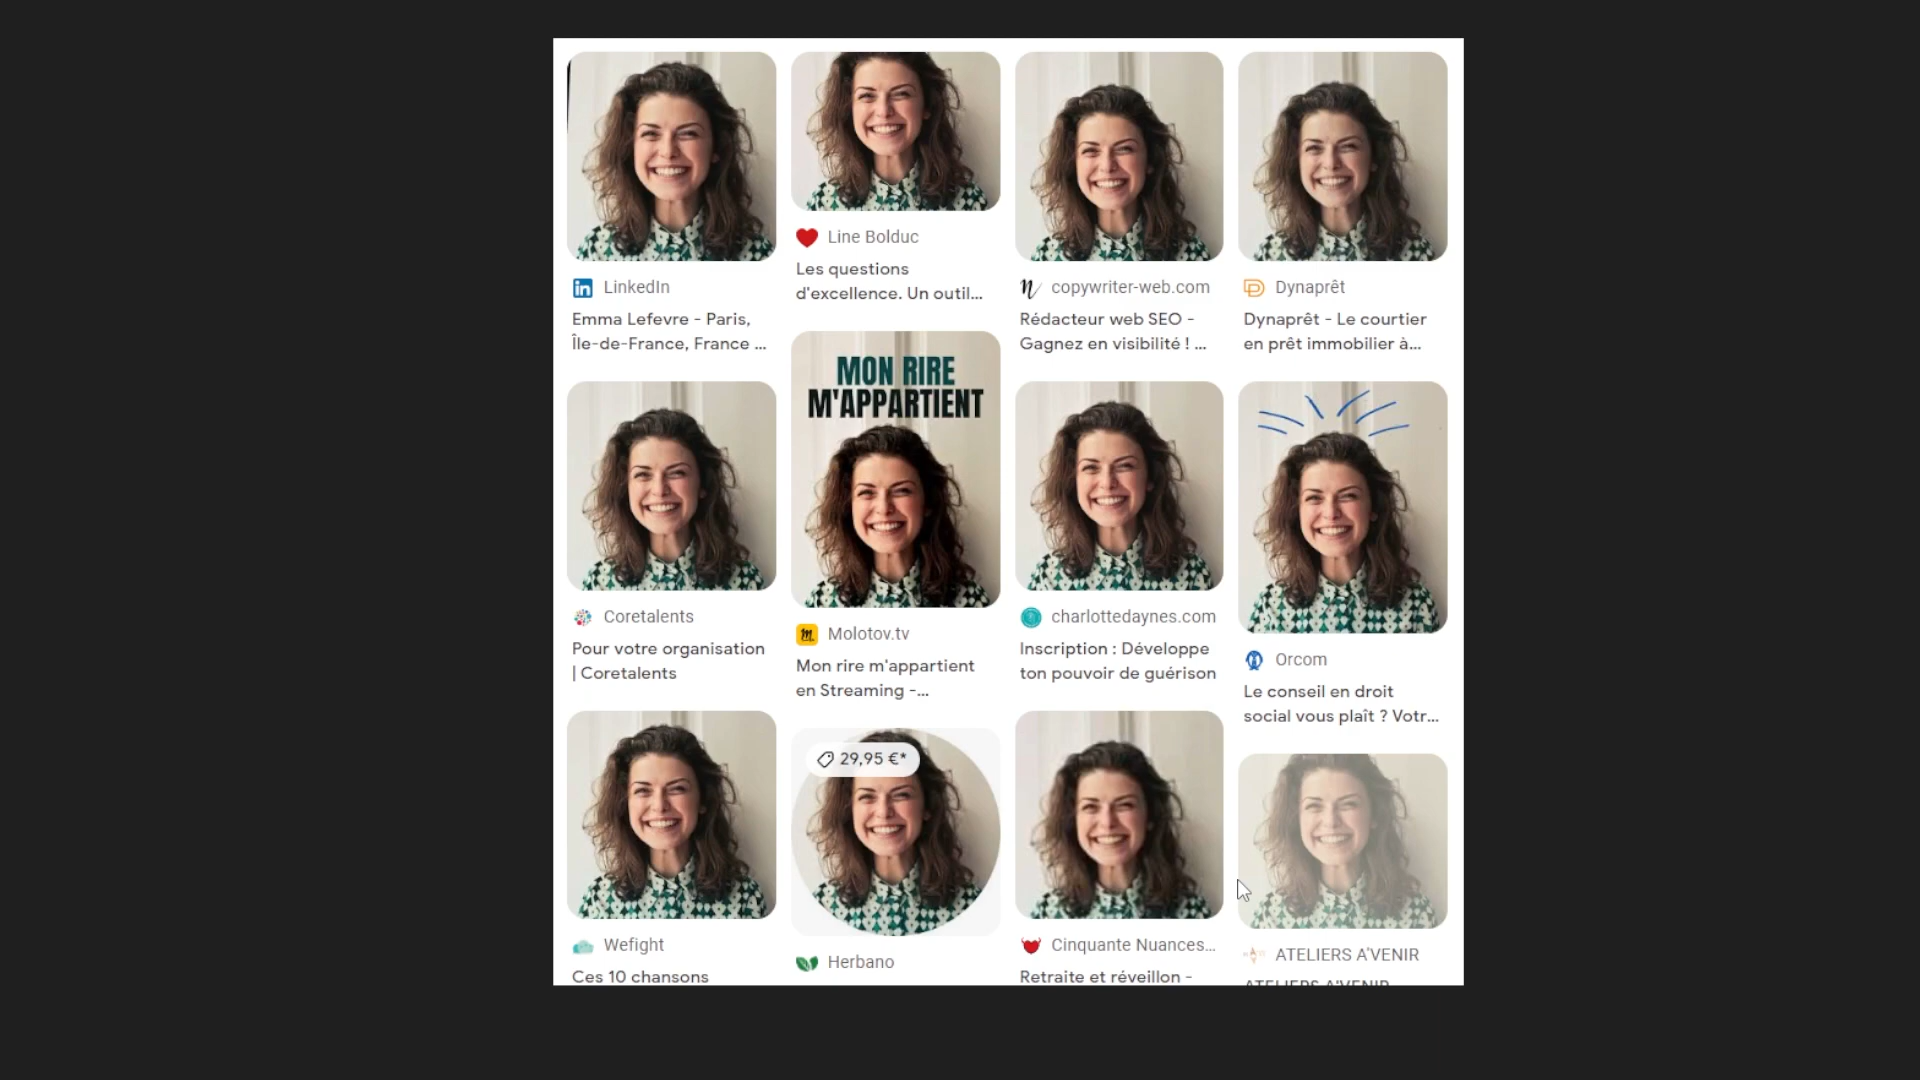 LinkedIn
Emma Lefevre - Paris,
Île-de-France, France ...
Line Bolduc
Les questions
d'excellence. Un outil...
copywriter-web.com
Rédacteur web SEO -
Gagnez en visibilité ! ...
Dynaprêt
Dynaprêt - Le courtier
en prêt immobilier à...
Coretalents
Pour votre organisation
| Coretalents
MON RIRE
M'APPARTIENT
Molotov.tv
Mon rire m'appartient
en Streaming -...
charlottedaynes.com
Inscription : Développe
ton pouvoir de guérison
Orcom
Le conseil en droit
social vous plaît ? Votr...
Wefight
Ces 10 chansons
29,95 €*
Herbano
Cinquante Nuances...
Retraite et réveillon -
ATELIERS A'VENIR
ATELIERS A'VENIR